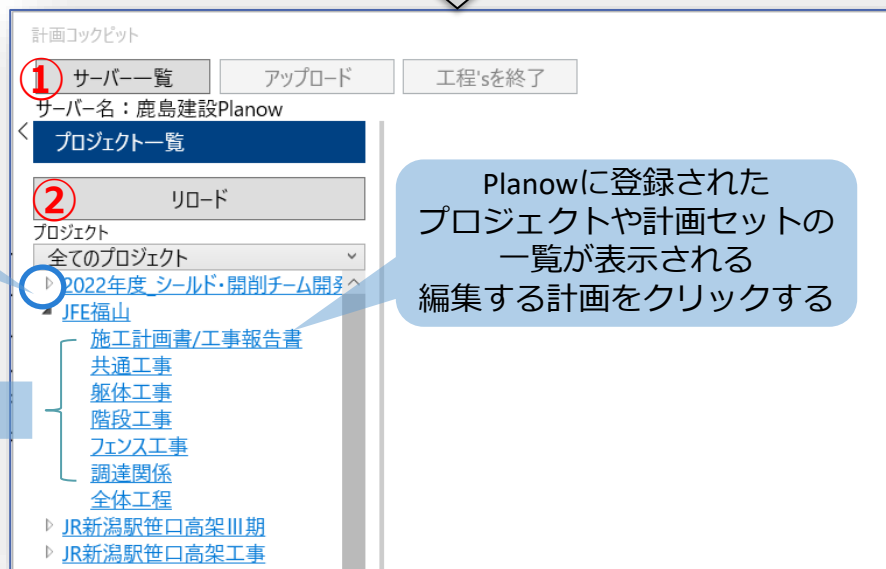 計画コックピット
① サーバー一覧 アップロード 工程'sを終了
サーバー名：鹿島建設Planow
プロジェクト一覧
② リロード
プロジェクト
全てのプロジェクト
2022年度_シールド・開削チーム開発
JFE福山
施工計画書/工事報告書
共通工事
躯体工事
階段工事
フェンス工事
調達関係
全体工程
JR新潟駅笹口高架Ⅲ期
JR新潟駅笹口高架工事
Planowに登録された
プロジェクトや計画セットの
一覧が表示される
編集する計画をクリックする